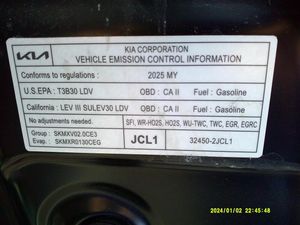 KIA
KIA CORPORATION
VEHICLE EMISSION CONTROL INFORMATION
Conforms to regulations : 2025 MY
U.S.EPA : T3B30 LDV OBD : CA II Fuel : Gasoline
California : LEV III SULEV30 LDV OBD : CA II Fuel : Gasoline
No adjustments needed. SFI, WR-HO2S, HO2S, WU-TWC, TWC, EGR, EGRC
Group : SKMXV02.0CE3
Evap. : SKMXR0130CEG
JCL1 32450-2JCL1
2024/01/02 22:45:48